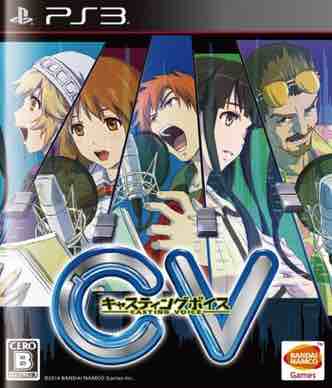 PS3
CV
キャスティングボイス
CASTING VOICE
CERO
B
©2014 BANDAI NAMCO Games Inc.
BANDAI
NAMCO